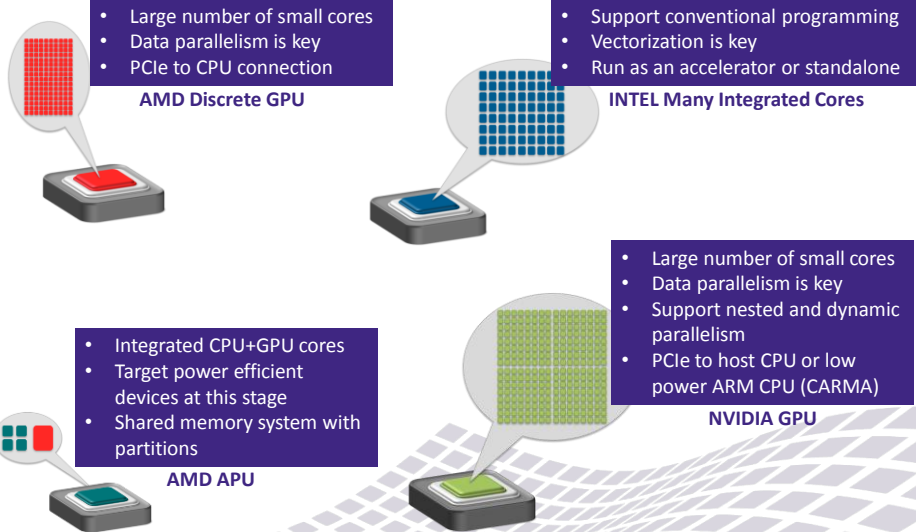 • Large number of small cores
• Data parallelism is key
• PCIe to CPU connection
AMD Discrete GPU
• Support conventional programming
• Vectorization is key
• Run as an accelerator or standalone
INTEL Many Integrated Cores
• Integrated CPU+GPU cores
• Target power efficient
devices at this stage
• Shared memory system with
partitions
AMD APU
• Large number of small cores
• Data parallelism is key
• Support nested and dynamic
parallelism
• PCIe to host CPU or low
power ARM CPU (CARMA)
NVIDIA GPU